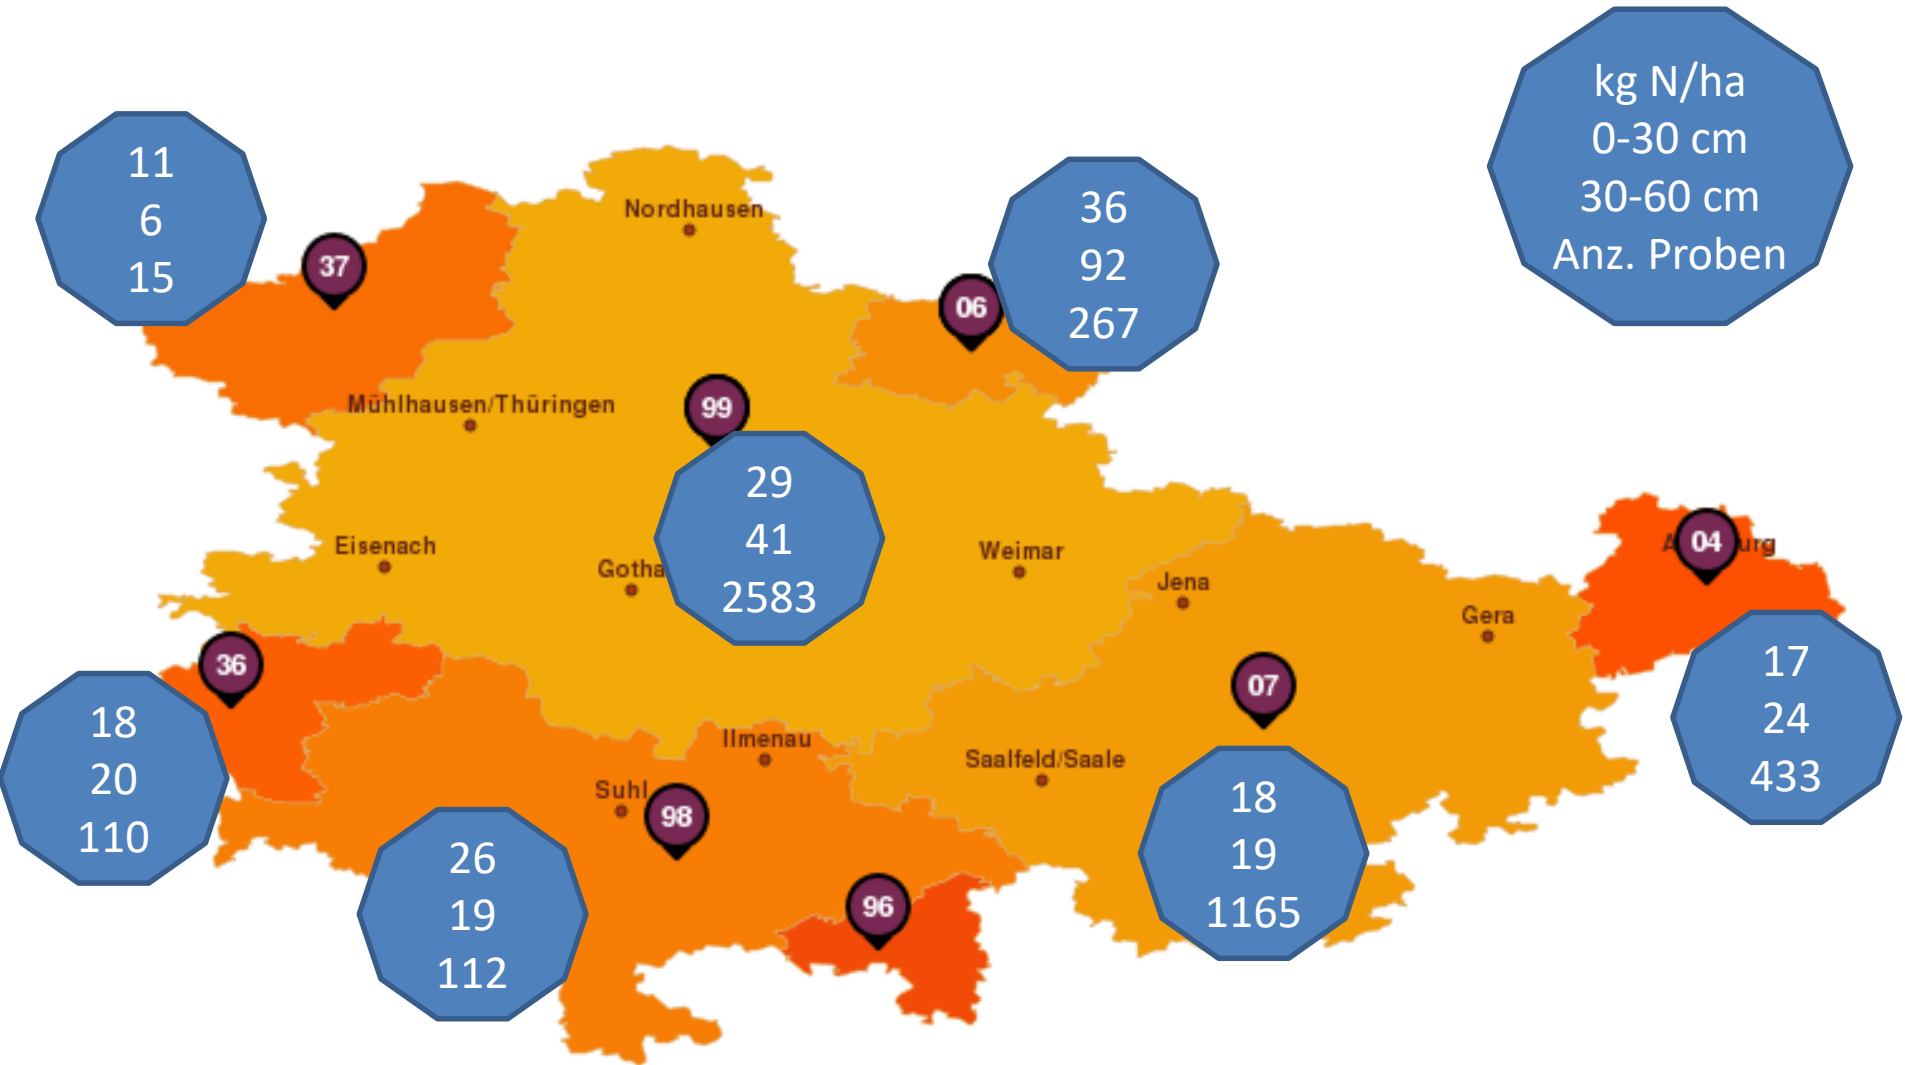 kg N/ha
0-30 cm
30-60 cm
Anz. Proben
11
6
15
37
Nordhausen
36
92
267
06
Mühlhausen/Thüringen
99
29
41
2583
Eisenach
Gotha
Weimar
Jena
Gera
04
urg
17
24
433
36
18
20
110
07
Ilmenau
Suhl
98
Saalfeld/Saale
18
19
1165
26
19
112
96